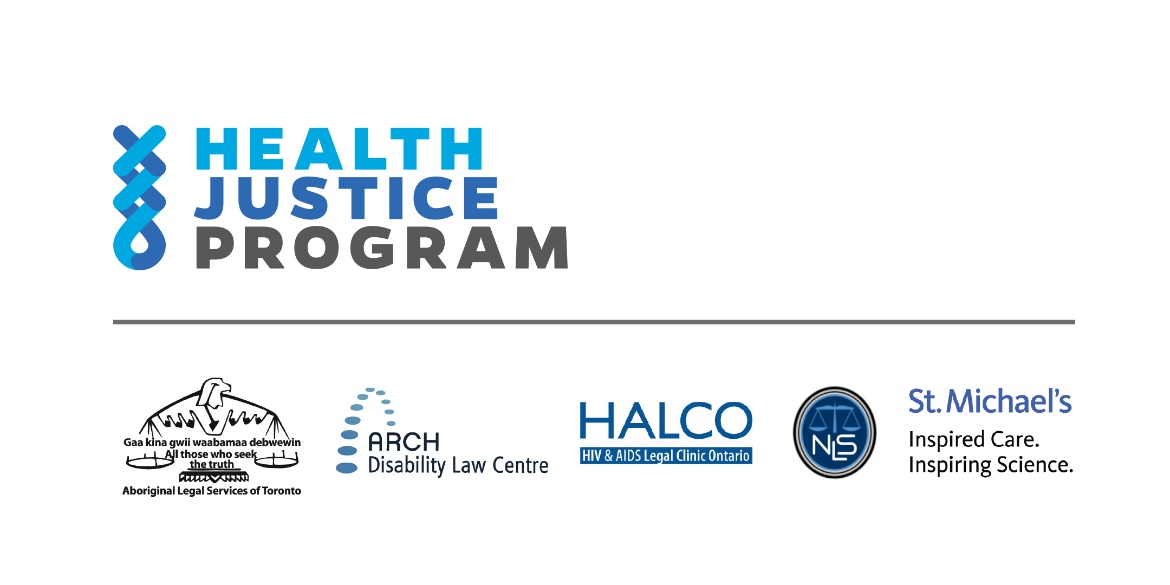 HEALTH
JUSTICE
PROGRAM
Gaa kina gwii waabamaa debwewin
All those who seek
the truth
Aboriginal Legal Services of Toronto
ARCH
Disability Law Centre
HALCO
HIV & AIDS Legal Clinic Ontario
NLS
St. Michael's
Inspired Care.
Inspiring Science.